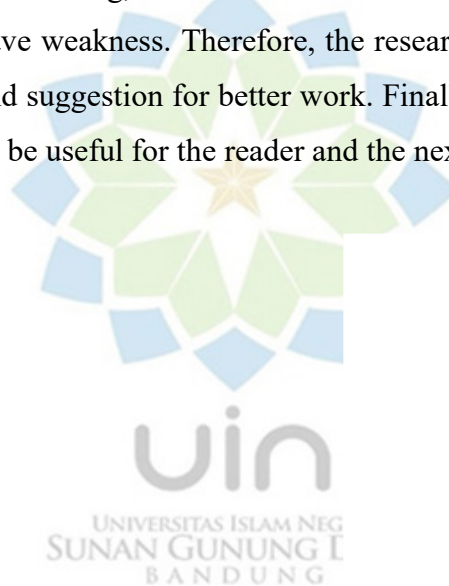 ve weakness. Therefore, the resear
d suggestion for better work. Final
be useful for the reader and the nex
uin
UNIVERSITAS ISLAM NEG
SUNAN GUNUNG D
BANDUNG